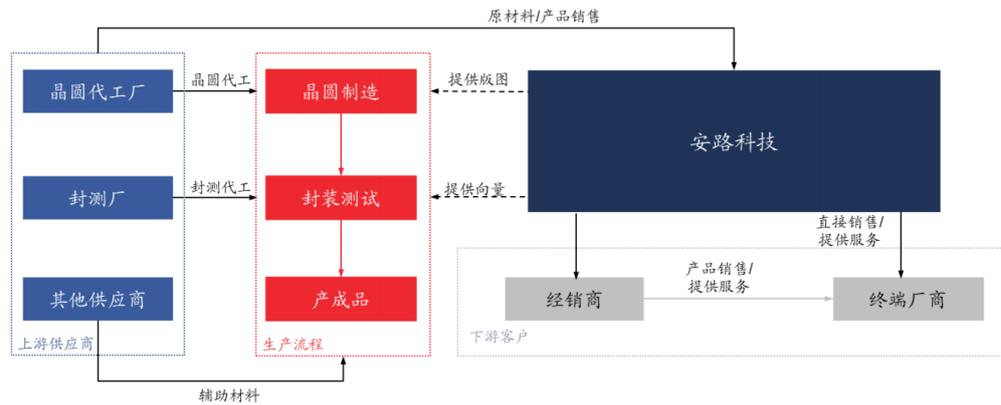 原材料/产品销售
晶圆代工厂
晶圆代工
晶圆制造
提供版图
安路科技
封测厂
封测代工
封装测试
提供向量
直接销售/
提供服务
其他供应商
产成品
经销商
产品销售/
提供服务
终端厂商
上游供应商
生产流程
下游客户
辅助材料